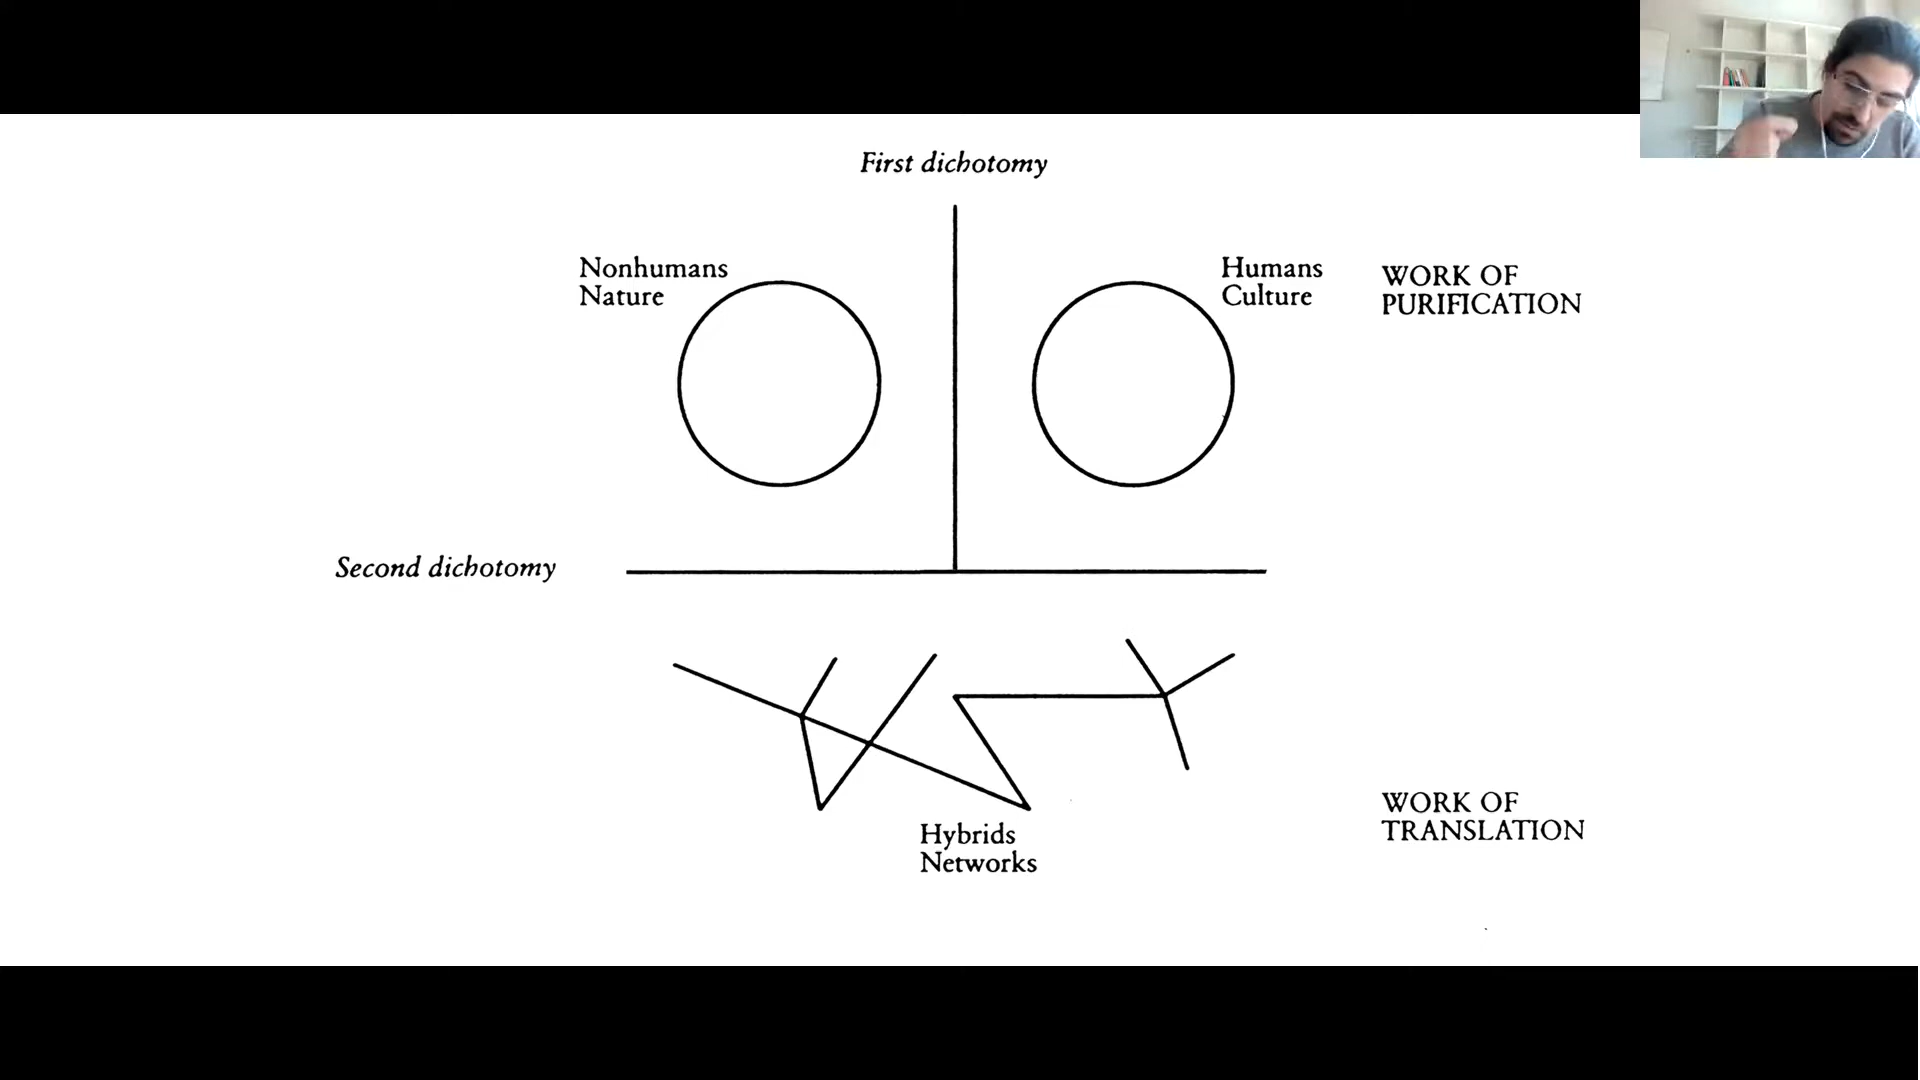 First dichotomy
Nonhumans
Nature
Humans
Culture
WORK OF
PURIFICATION
Second dichotomy
Hybrids
Networks
WORK OF
TRANSLATION